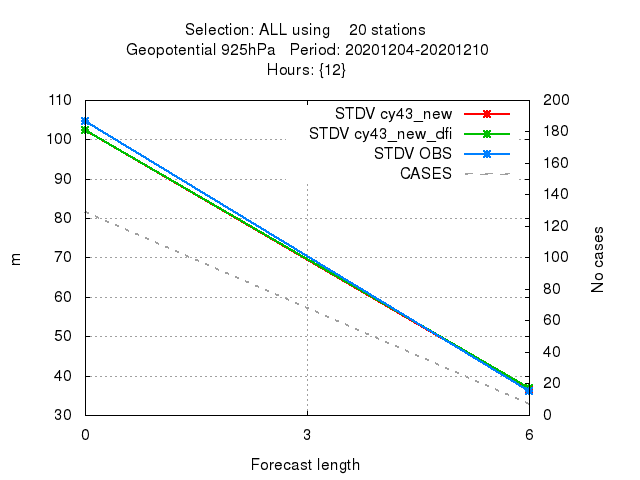 Selection: ALL using    20 stations
Geopotential 925hPa   Period: 20201204-20201210
Hours: {12}
110
100
90
80
70
60
50
40
30
200
180
160
140
120
100
80
60
40
20
0
STDV cy43_new
STDV cy43_new_dfi
STDV OBS
CASES
m
No cases
0
3
6
Forecast length